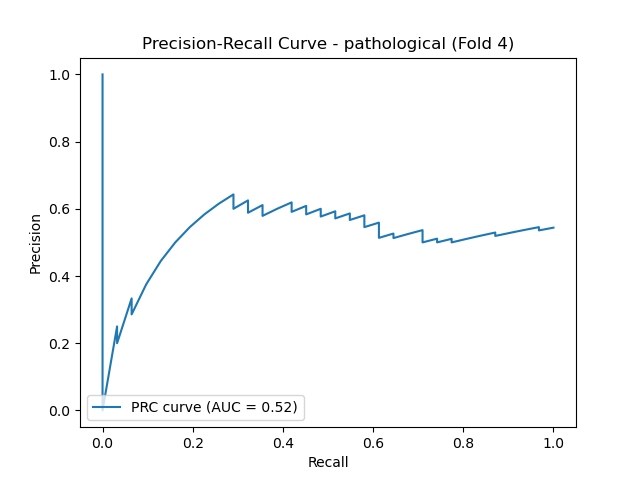 Precision-Recall Curve - pathological (Fold 4)
1.0
0.8
0.6
0.4
0.2
0.0
Precision
PRC curve (AUC = 0.52)
0.0 0.2 0.4 0.6 0.8 1.0
Recall